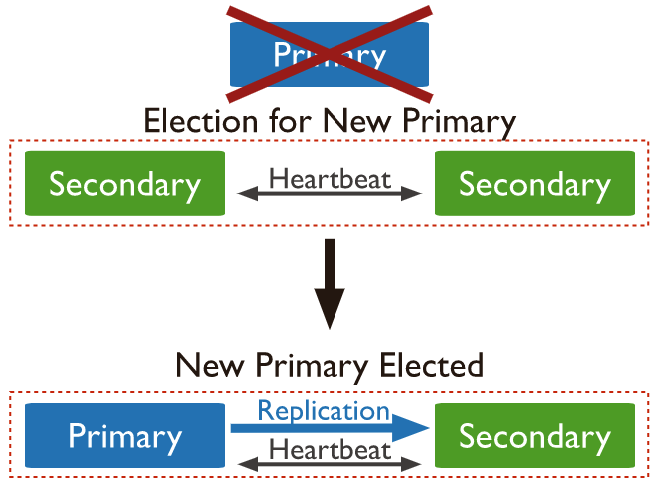 Primary
Election for New Primary
Secondary
Heartbeat
Secondary
New Primary Elected
Primary
Replication
Heartbeat
Secondary